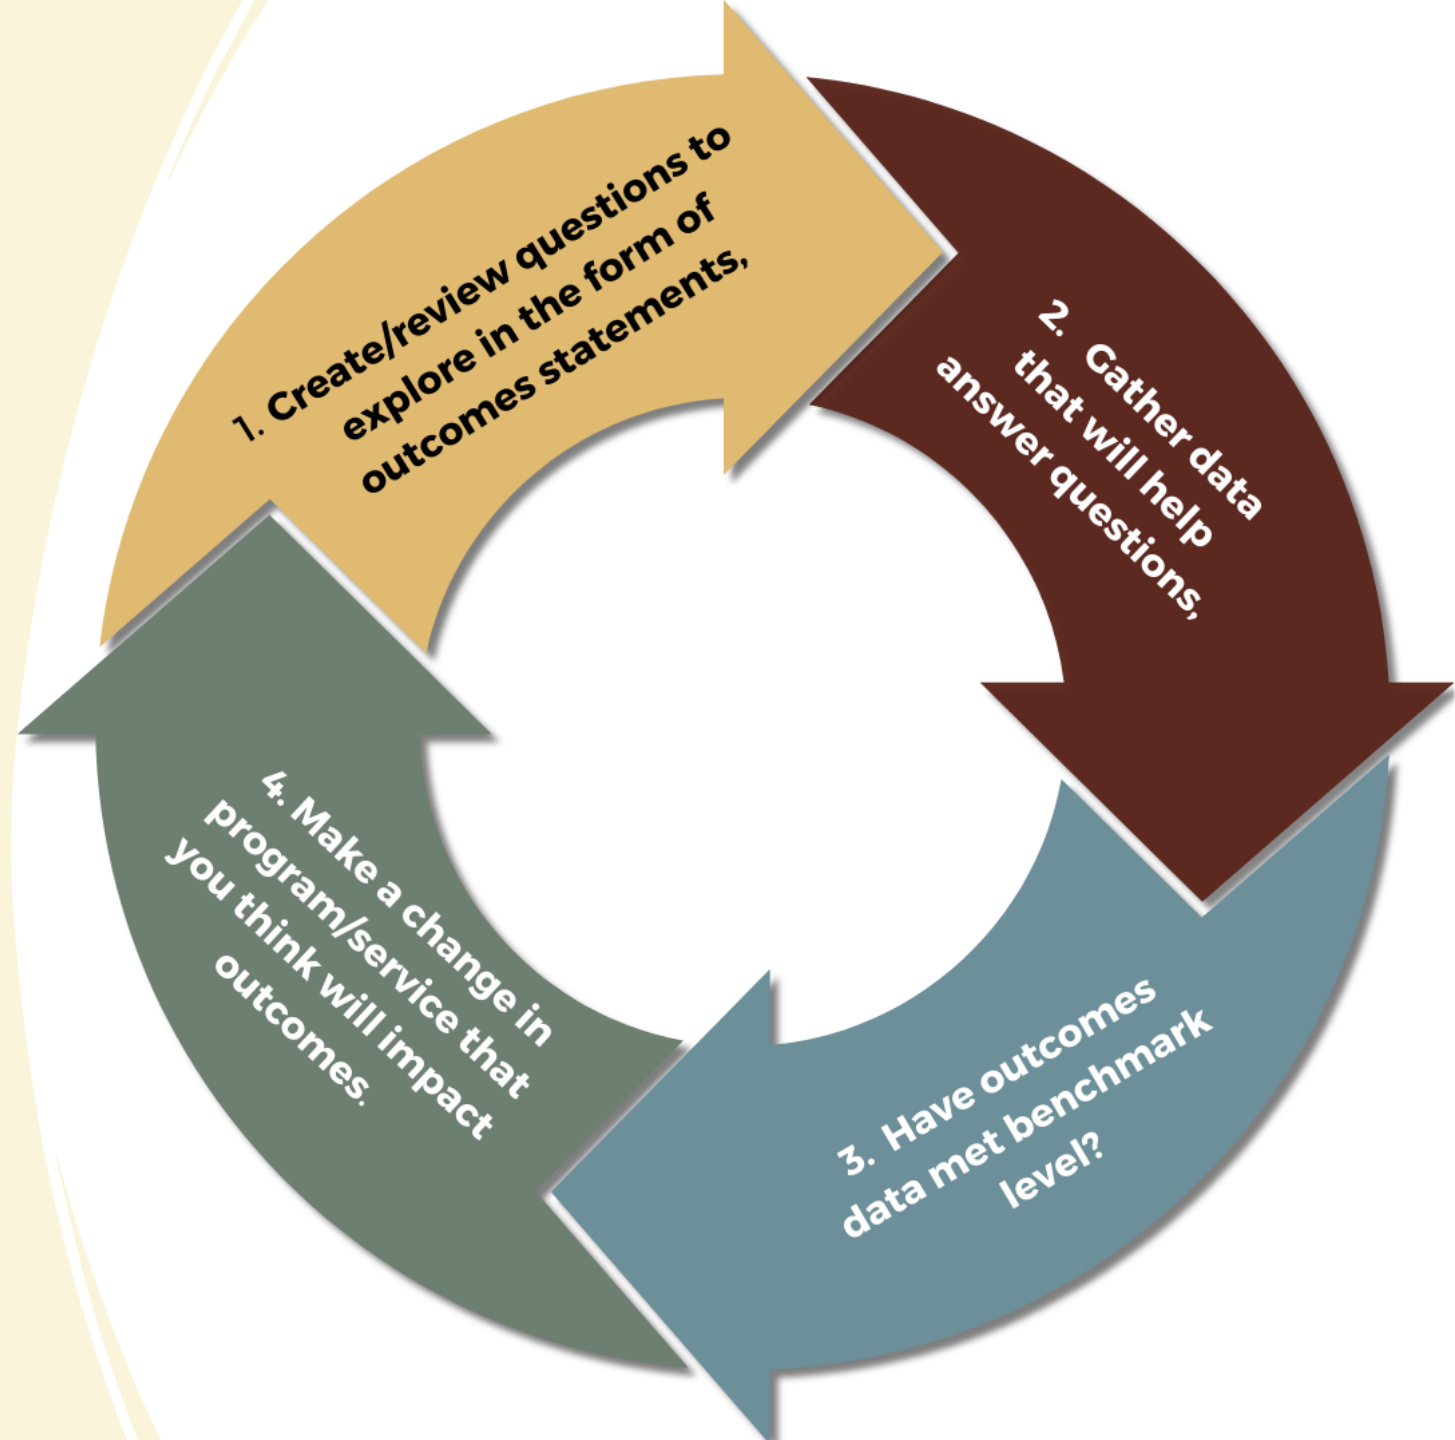 1. Create/review questions to
explore in the form of
outcomes statements,
2. Gather data
that will help
answer questions,
3. Have outcomes
data met benchmark
level?
4. Make a change in
program/service that
you think will impact
outcomes.